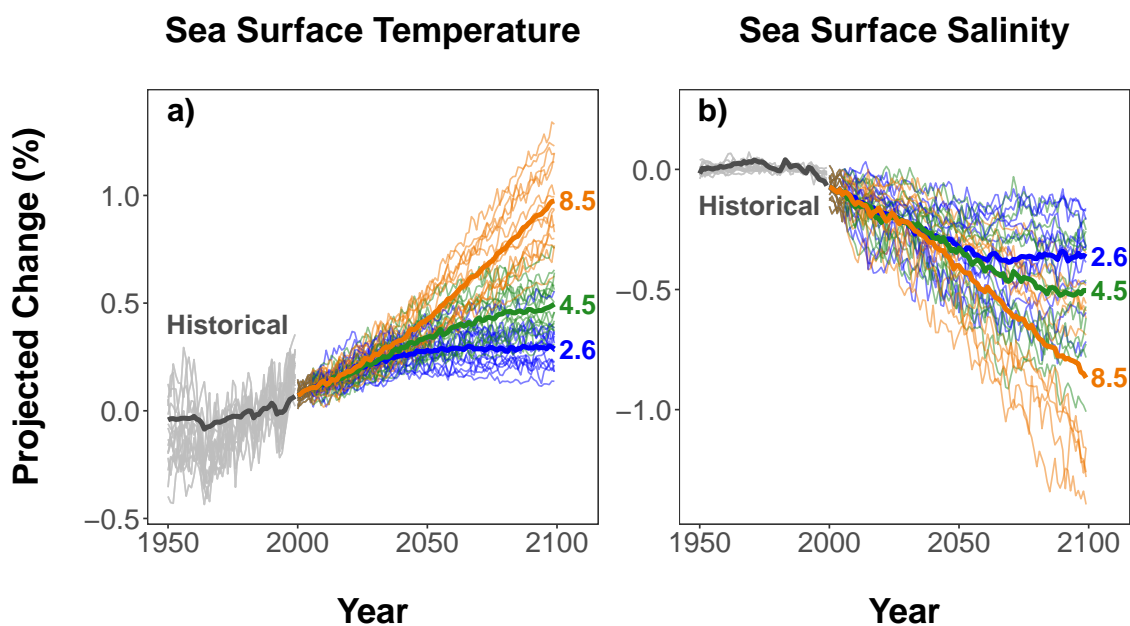 Sea Surface Temperature
Sea Surface Salinity
Projected Change (%)
a)
1.0
0.5
0.0
−0.5
Historical
8.5
4.5
2.6
1950
2000
2050
2100
Year
b)
0.0
−0.5
−1.0
Historical
2.6
4.5
8.5
1950
2000
2050
2100
Year